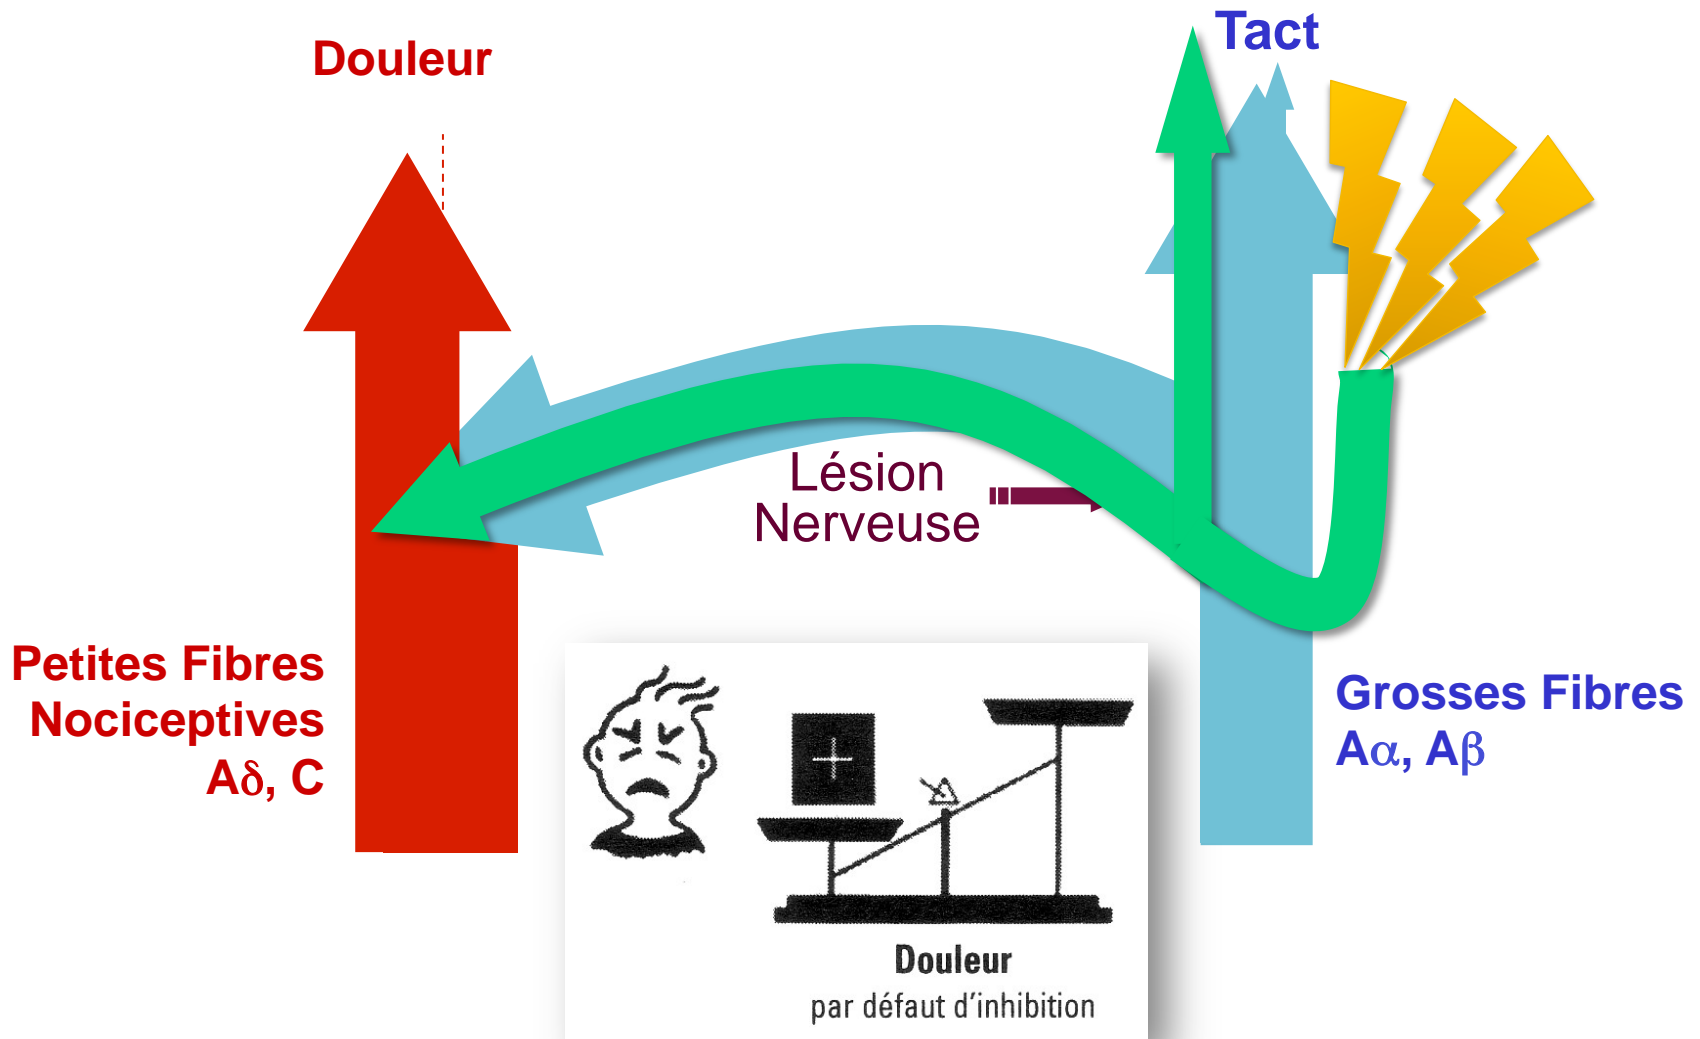 Douleur
Tact
Lésion
Nerveuse
Petites Fibres
Nociceptives
Aδ, C
Grosses Fibres
Aα, Aβ
Douleur
par défaut d'inhibition